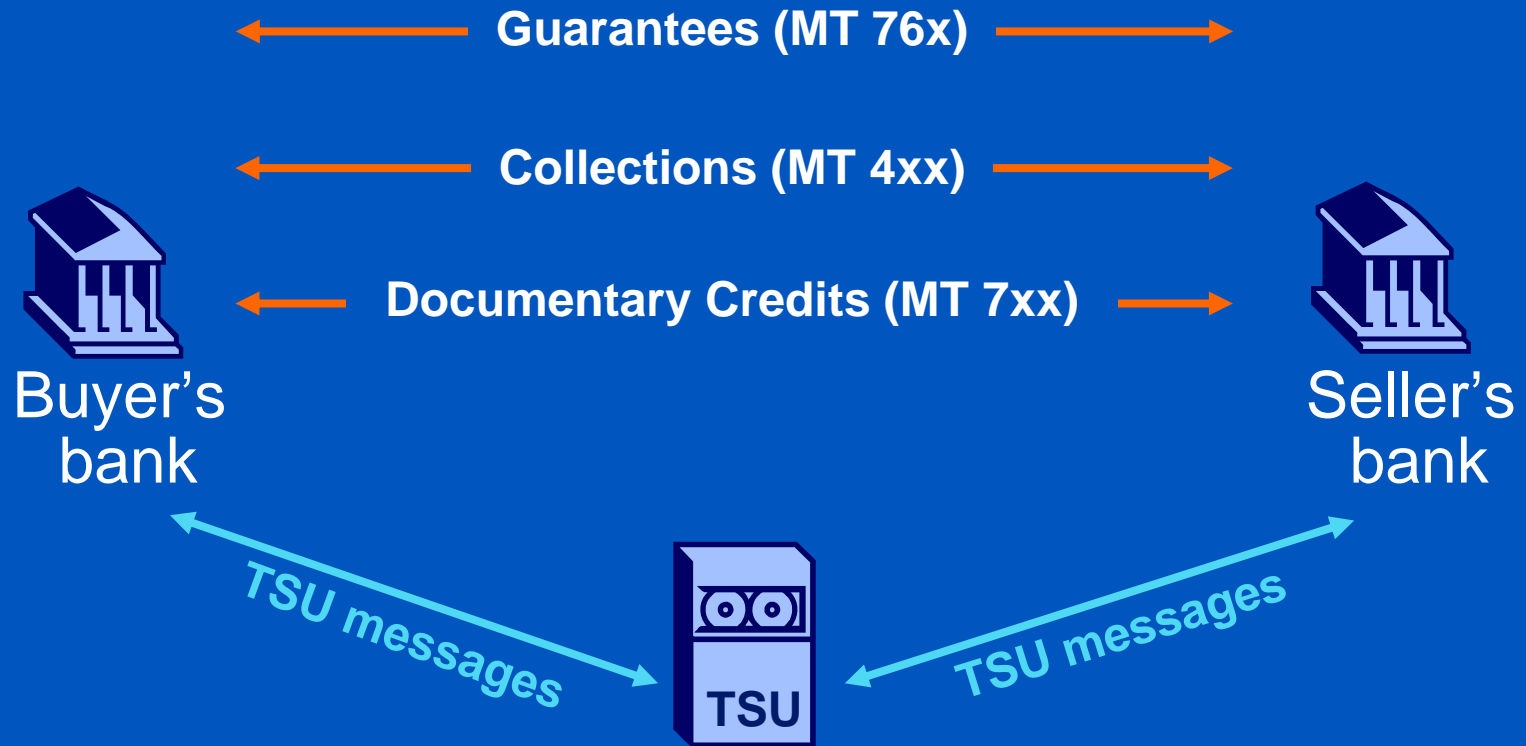 Guarantees (MT 76x)
Collections (MT 4xx)
Documentary Credits (MT 7xx)
Buyer’s
bank
Seller’s
bank
TSU messages
TSU messages
TSU